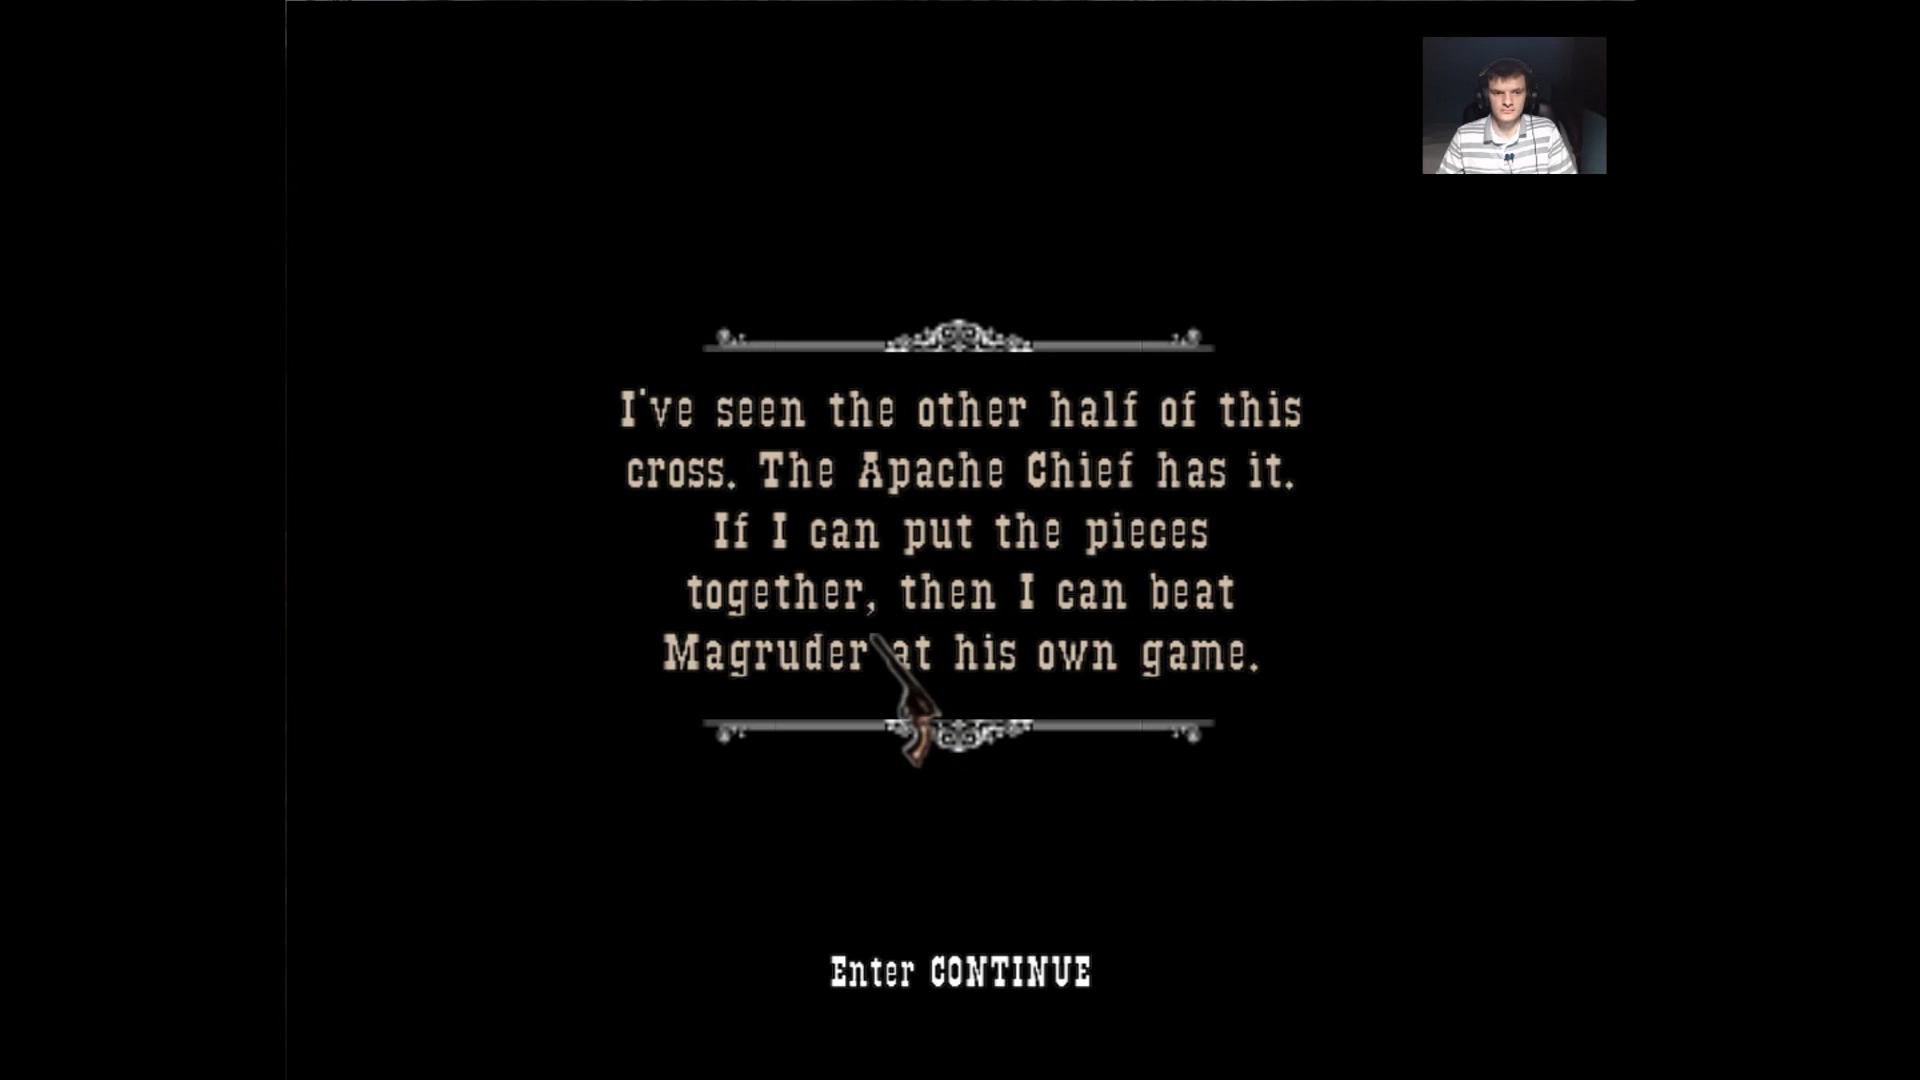 I've seen the other half of this
cross. The Apache Chief has it.
If I can put the pieces
together, then I can beat
Magruder at his own game.
Enter CONTINUE